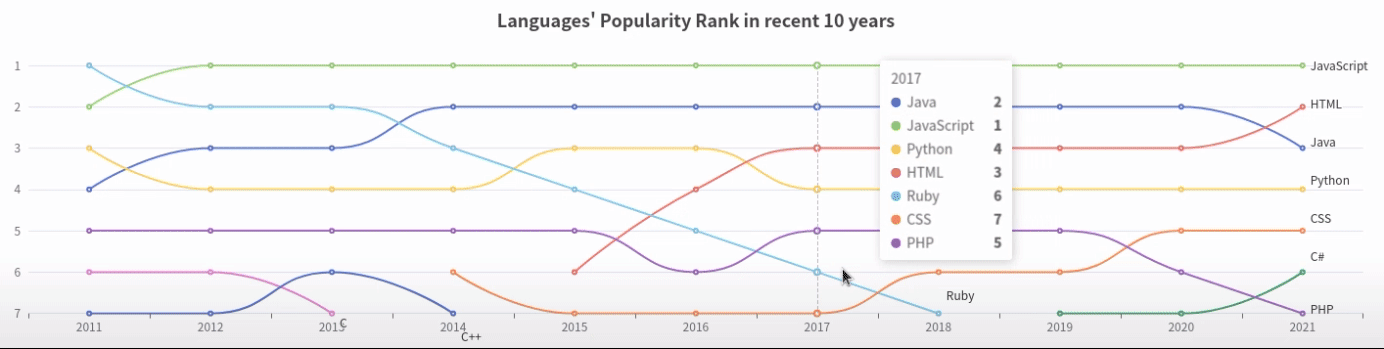 Languages' Popularity Rank in recent 10 years
1
2
3
4
5
6
7
2017
Java 2
JavaScript 1
Python 4
HTML 3
Ruby 6
CSS 7
PHP 5
JavaScript
HTML
Java
Python
CSS
C#
PHP
Ruby
C
C++
2011 2012 2013 2014 2015 2016 2017 2018 2019 2020 2021